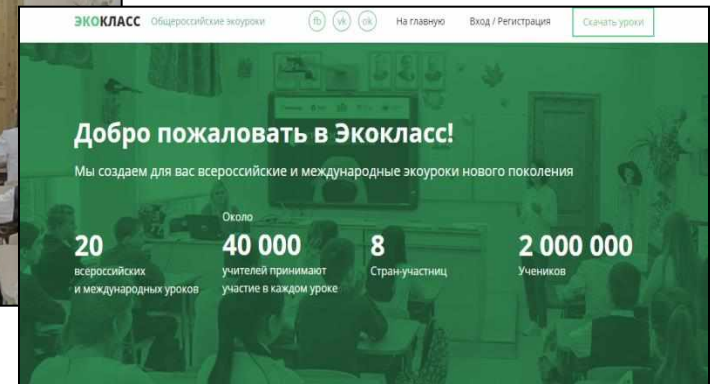 ЭКОКЛАСС Общероссийские экоуроки fb vk ok На главную Вход / Регистрация Скачать уроки
Добро пожаловать в Экокласс!
Мы создаем для вас всероссийские и международные экоуроки нового поколения
20
всероссийских
и международных уроков
Около
40 000
учителей принимают
участие в каждом уроке
8
Стран-участниц
2 000 000
Учеников